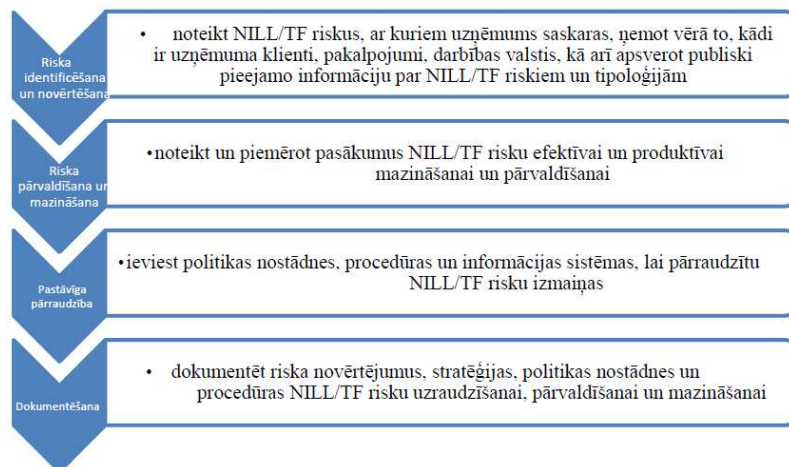 Riska
identificēšana
un novērtēšana
• noteikt NILL/TF riskus, ar kuriem uzņēmums saskaras, ņemot vērā to, kādi
ir uzņēmuma klienti, pakalpojumi, darbības valstis, kā arī apsverot publiski
pieejamo informāciju par NILL/TF riskiem un tipoloģijām
Riska
pārvaldīšana un
mazināšana
•noteikt un piemērot pasākumus NILL/TF risku efektīvai un produktīvai
mazināšanai un pārvaldīšanai
Pastāvīga
pārraudzība
•ieviest politikas nostādnes, procedūras un informācijas sistēmas, lai pārraudzītu
NILL/TF risku izmaiņas
Dokumentēšana
• dokumentēt riska novērtējumus, stratēģijas, politikas nostādnes un
procedūras NILL/TF risku uzraudzīšanai, pārvaldīšanai un mazināšanai